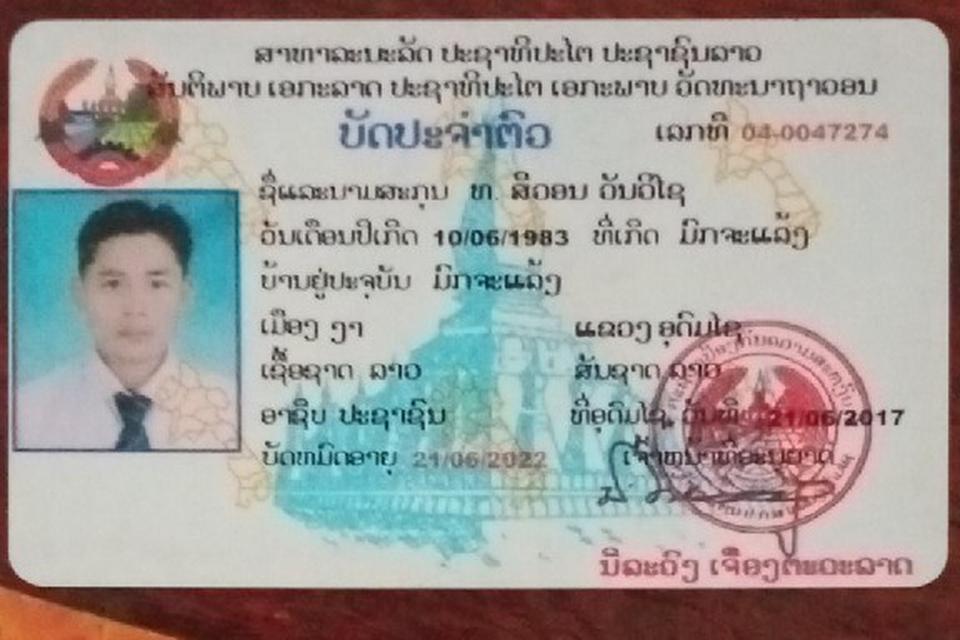 ສາທາລະນະລັດ ປະຊາທິປະໄຕ ປະຊາຊົນລາວ
ສັນຕິພາບ ເອກະລາດ ປະຊາທິປະໄຕ ເອກະພາບ ວັດທະນາຖາວອນ
ບັດປະຈຳຕົວ ເລກທີ 04-0047274
ຊື່ແລະນາມສະກຸນ ທ. ສີວອນ ວັນວິໄຊ
ວັນເດືອນປີເກີດ 10/06/1983 ທີ່ເກີດ ມົກຈະແລ້ງ
ບ້ານຢູ່ປະຈຸບັນ ມົກຈະແລ້ງ
ເມືອງ ງາ ແຂວງ ອຸດົມໄຊ
ເຊື້ອຊາດ ລາວ ສັນຊາດ ລາວ
ອາຊີບ ປະຊາຊົນ ທີ່ອຸດົມໄຊ, ວັນທີ 21/06/2017
ບັດຫມົດອາຍຸ 21/06/2022 ເຈົ້າຫນ້າທີ່ອະນຸຍາດ
ນິລະວົງ ເຈືອງຕະຕະລາດ